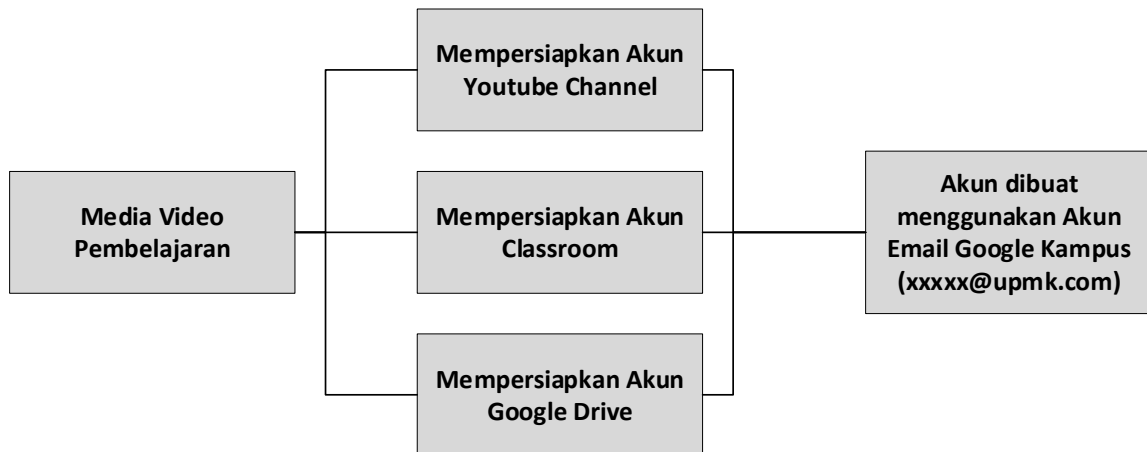 Mempersiapkan Akun
Youtube Channel
Media Video
Pembelajaran
Mempersiapkan Akun
Classroom
Mempersiapkan Akun
Google Drive
Akun dibuat
menggunakan Akun
Email Google Kampus
(xxxxx@upmk.com)